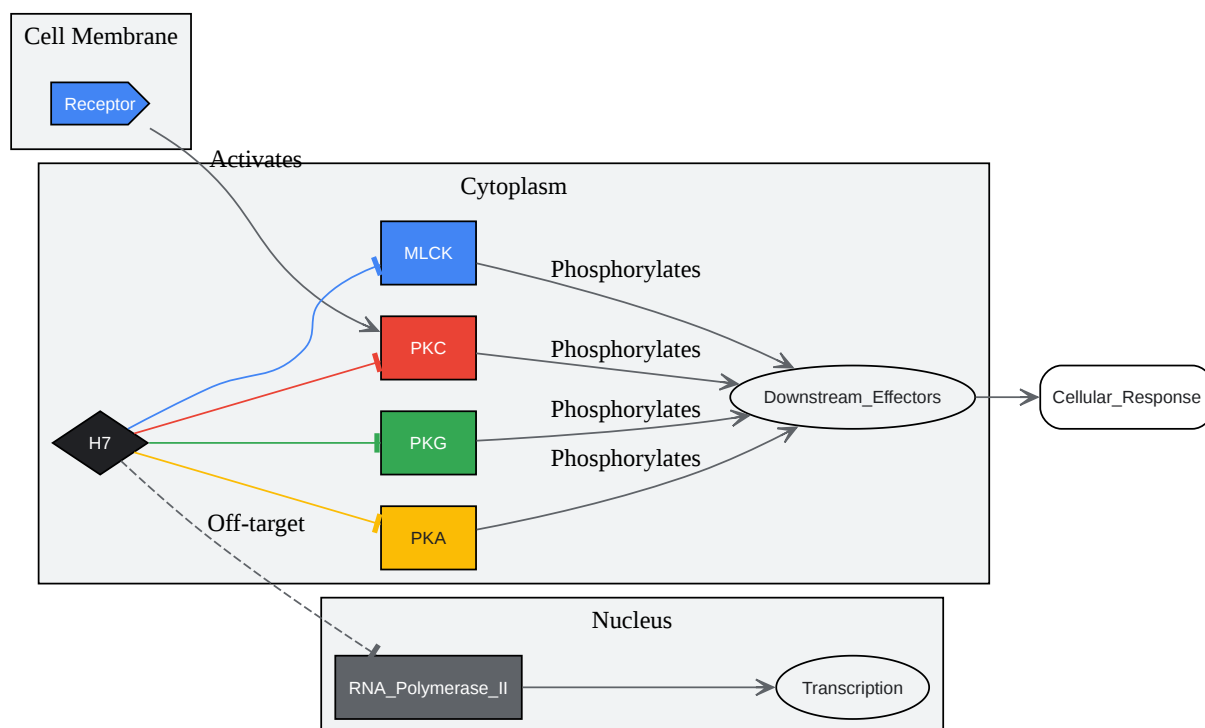 Cell Membrane
Receptor
Activates
Cytoplasm
MLCK
Phosphorylates
PKC
Phosphorylates
Downstream_Effectors
Cellular_Response
H7
PKG
Phosphorylates
Phosphorylates
Off-target
PKA
Nucleus
RNA_Polymerase_II
Transcription